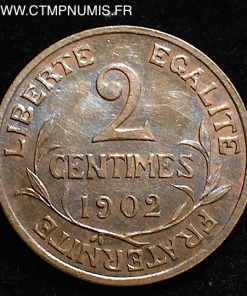 WWW.CTMPNUMIS.FR
LIBERTE EGALITE
2
CENTIMES
1902
FRATERNITE